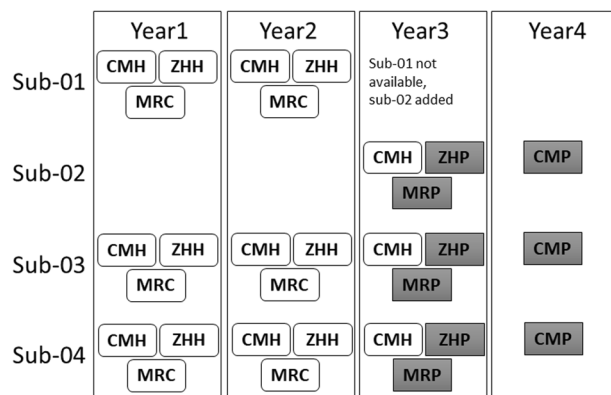 Year1 Year2 Year3 Year4
Sub-01 CMH ZHH CMH ZHH Sub-01 not
available,
sub-02 added
MRC MRC
Sub-02 CMH ZHP CMP
MRP
Sub-03 CMH ZHH CMH ZHH CMH ZHP CMP
MRC MRC MRP
Sub-04 CMH ZHH CMH ZHH CMH ZHP CMP
MRC MRC MRP